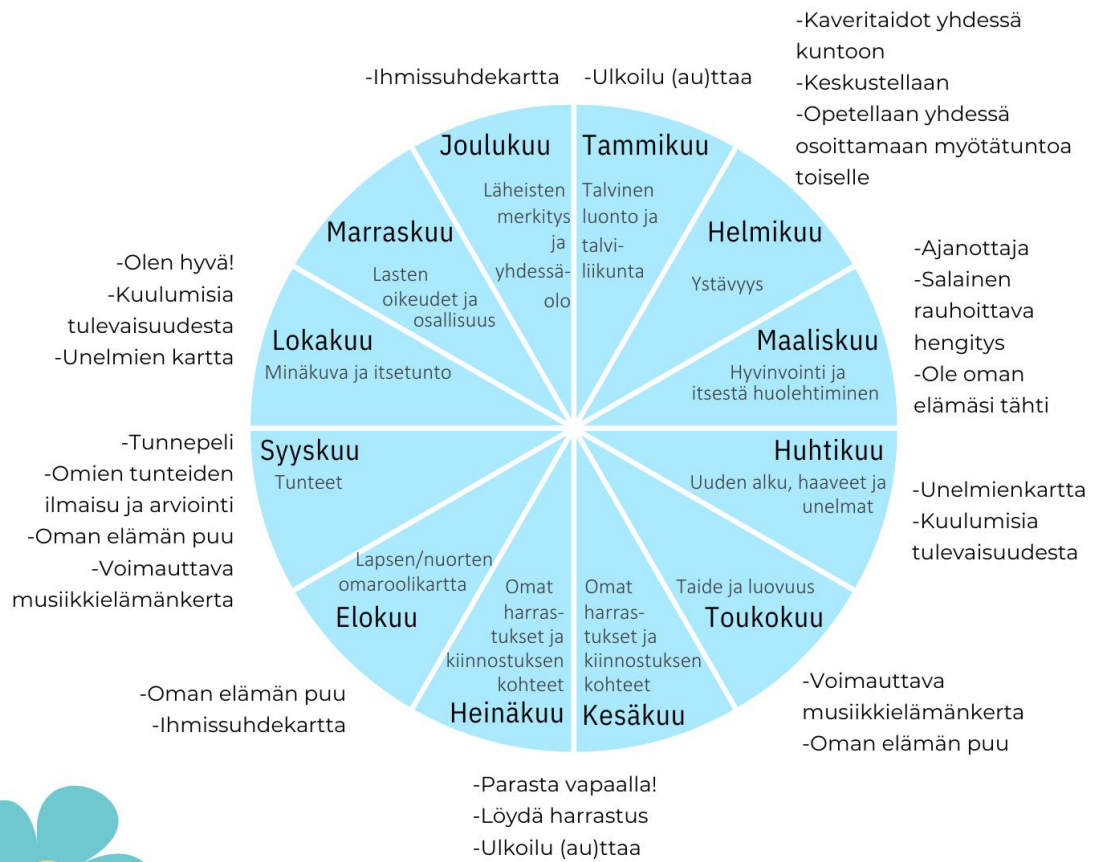 -Kaveritaidot yhdessä
kuntoon
-Keskustellaan
-Opetellaan yhdessä
osoittamaan myötätuntoa
toiselle
-Ihmissuhdekartta
-Ulkoilu (au)ttaa
Joulukuu
Läheisten
merkitys
ja
yhdessä-
olo
Tammikuu
Talvinen
luonto ja
talvi-
liikunta
Helmikuu
Ystävyys
-Ajanottaja
-Salainen
rauhoittava
hengitys
-Ole oman
elämäsi tähti
Maaliskuu
Hyvinvointi ja
itsestä huolehtiminen
Huhtikuu
Uuden alku, haaveet ja
unelmat
-Unelmienkartta
-Kuulumisia
tulevaisuudesta
Taide ja luovuus
Toukokuu
-Voimauttava
musiikkielämänkerta
-Oman elämän puu
Omat
harras-
tukset ja
kiinnostuksen
kohteet
Kesäkuu
Omat
harras-
tukset ja
kiinnostuksen
kohteet
Heinäkuu
-Parasta vapaalla!
-Löydä harrastus
-Ulkoilu (au)ttaa
Lapsen/nuorten
omaroolikartta
Elokuu
-Oman elämän puu
-Ihmissuhdekartta
Syyskuu
Tunteet
-Tunnepeli
-Omien tunteiden
ilmaisu ja arviointi
-Oman elämän puu
-Voimauttava
musiikkielämänkerta
Lokakuu
Minäkuva ja itsetunto
-Olen hyvä!
-Kuulumisia
tulevaisuudesta
-Unelmien kartta
Marraskuu
Lasten
oikeudet ja
osallisuus